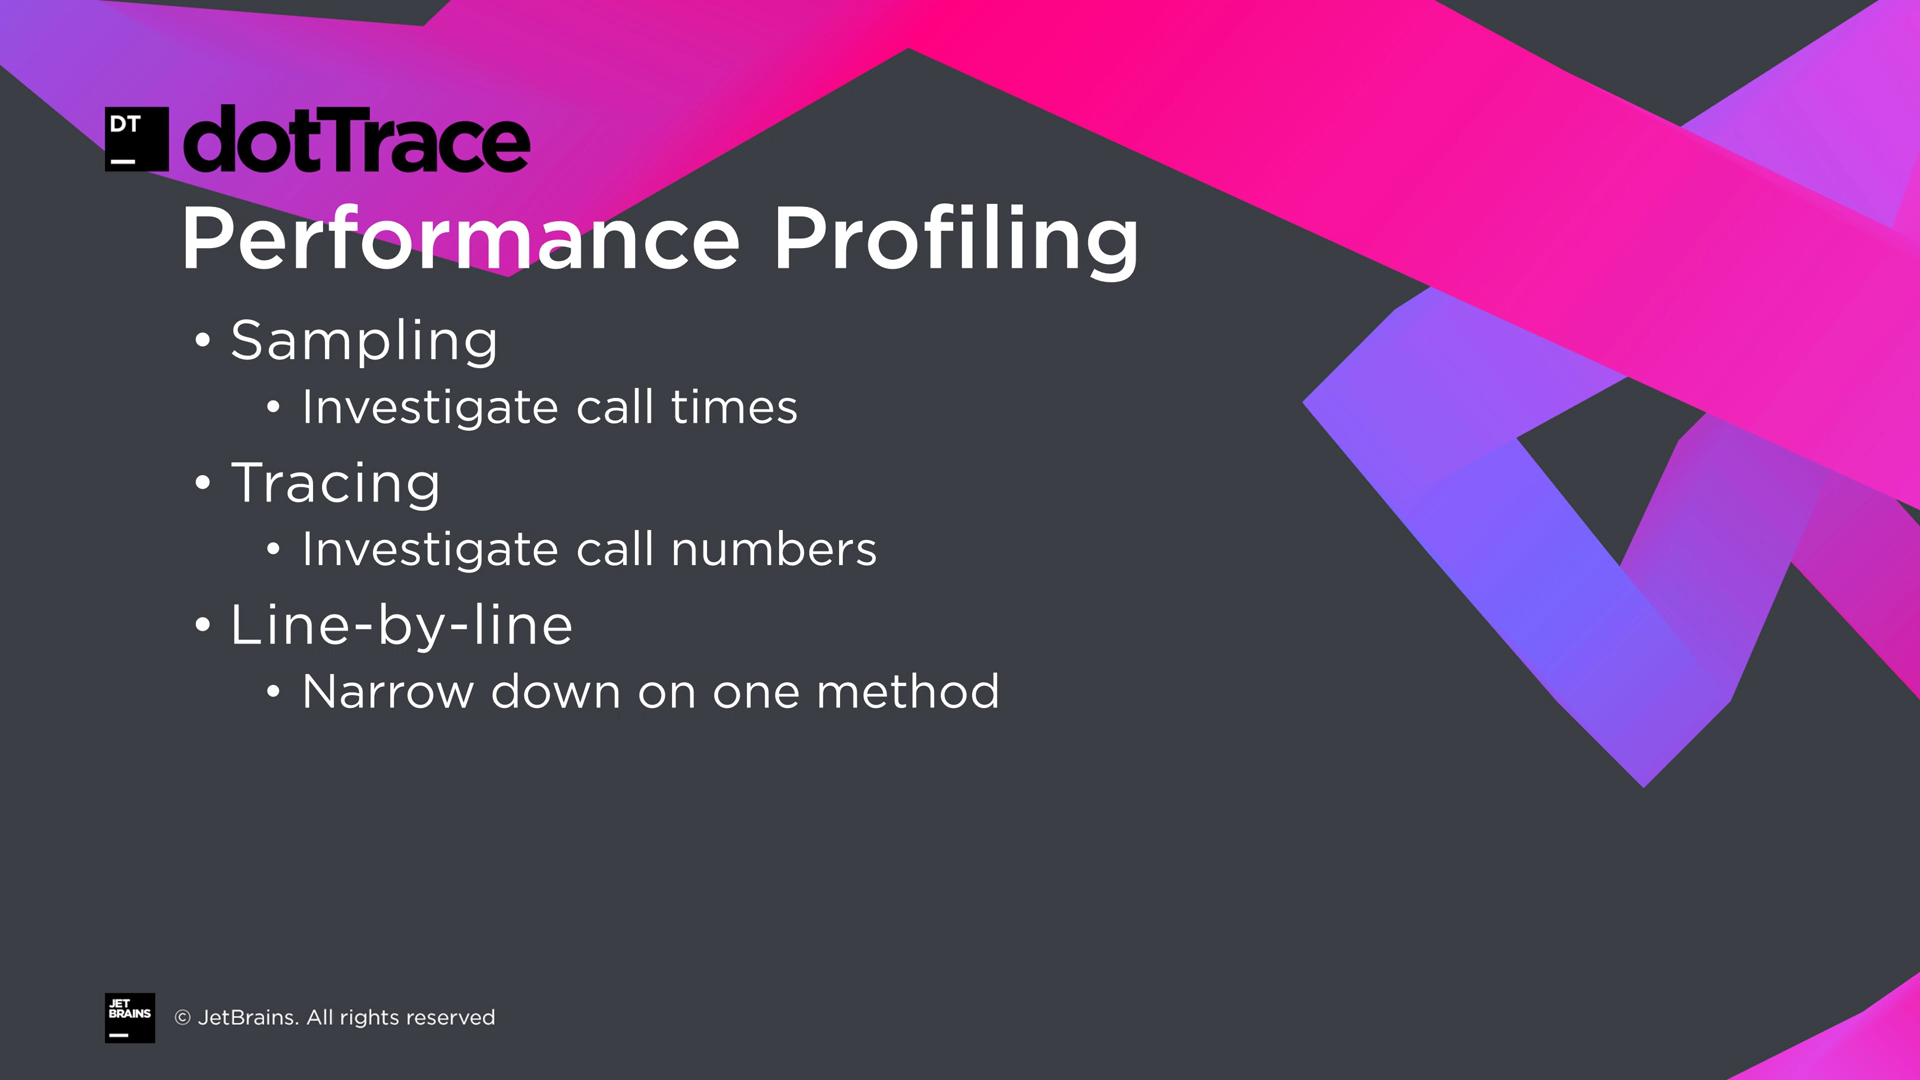 DT dotTrace
Performance Profiling
• Sampling
• Investigate call times
• Tracing
• Investigate call numbers
• Line-by-line
• Narrow down on one method
JET
BRAINS
© JetBrains. All rights reserved